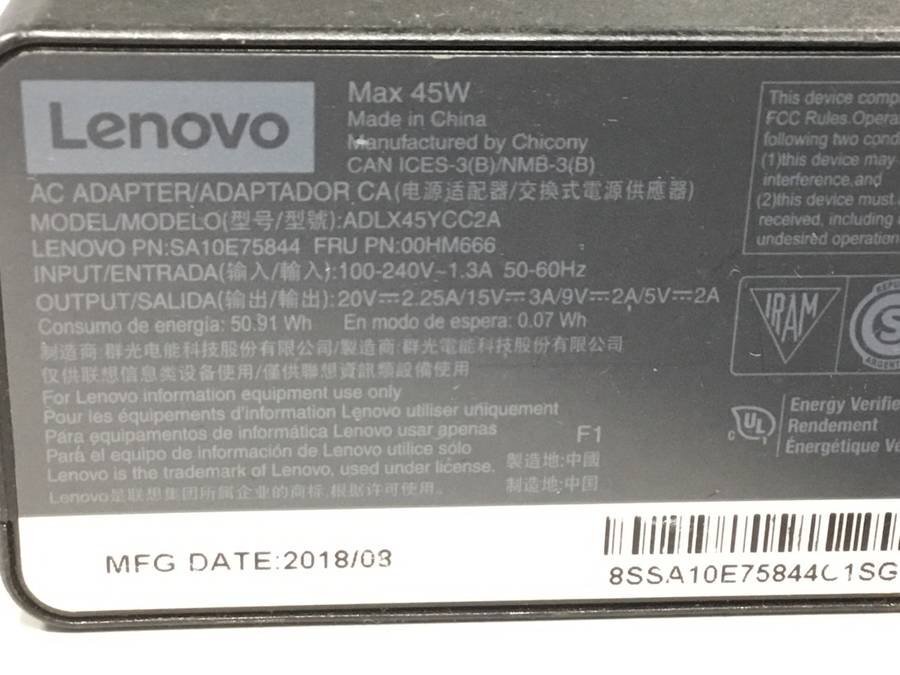 Lenovo
Max 45W
Made in China
Manufactured by Chicony
CAN ICES-3(B)/NMB-3(B)
AC ADAPTER/ADAPTADOR CA(电源适配器/交換式電源供應器)
MODEL/MODELO(型号/型號):ADLX45YCC2A
LENOVO PN:SA10E75844 FRU PN:00HM666
INPUT/ENTRADA(输入/輸入):100-240V~1.3A 50-60Hz
OUTPUT/SALIDA(输出/輸出):20V⎓2.25A/15V⎓3A/9V⎓2A/5V⎓2A
Consumo de energía: 50.91 Wh En modo de espera: 0.07 Wh
制造商:群光电能科技股份有限公司/製造商:群光電能科技股份有限公司
仅供联想信息类设备使用/僅供聯想資訊類設備使用
For Lenovo information equipment use only
Pour les équipements d'information Lenovo utiliser uniquement
Para equipamentos de informática Lenovo usar apenas
Pará el equipo de información de Lenovo utilice sólo
Lenovo is the trademark of Lenovo, used under license.
Lenovo是联想集团所属企业的商标,根据许可使用。
F1
製造地:中國
制造地:中国
This device comp
FCC Rules.Opera
following two cond
(1)this device may
interference,and
(2)this device must
received, including
undesired operation
IRAM
S
C UL
Energy Verifie
Rendement
Énergétique Ve
MFG DATE:2018/03
8SSA10E75844C1SG